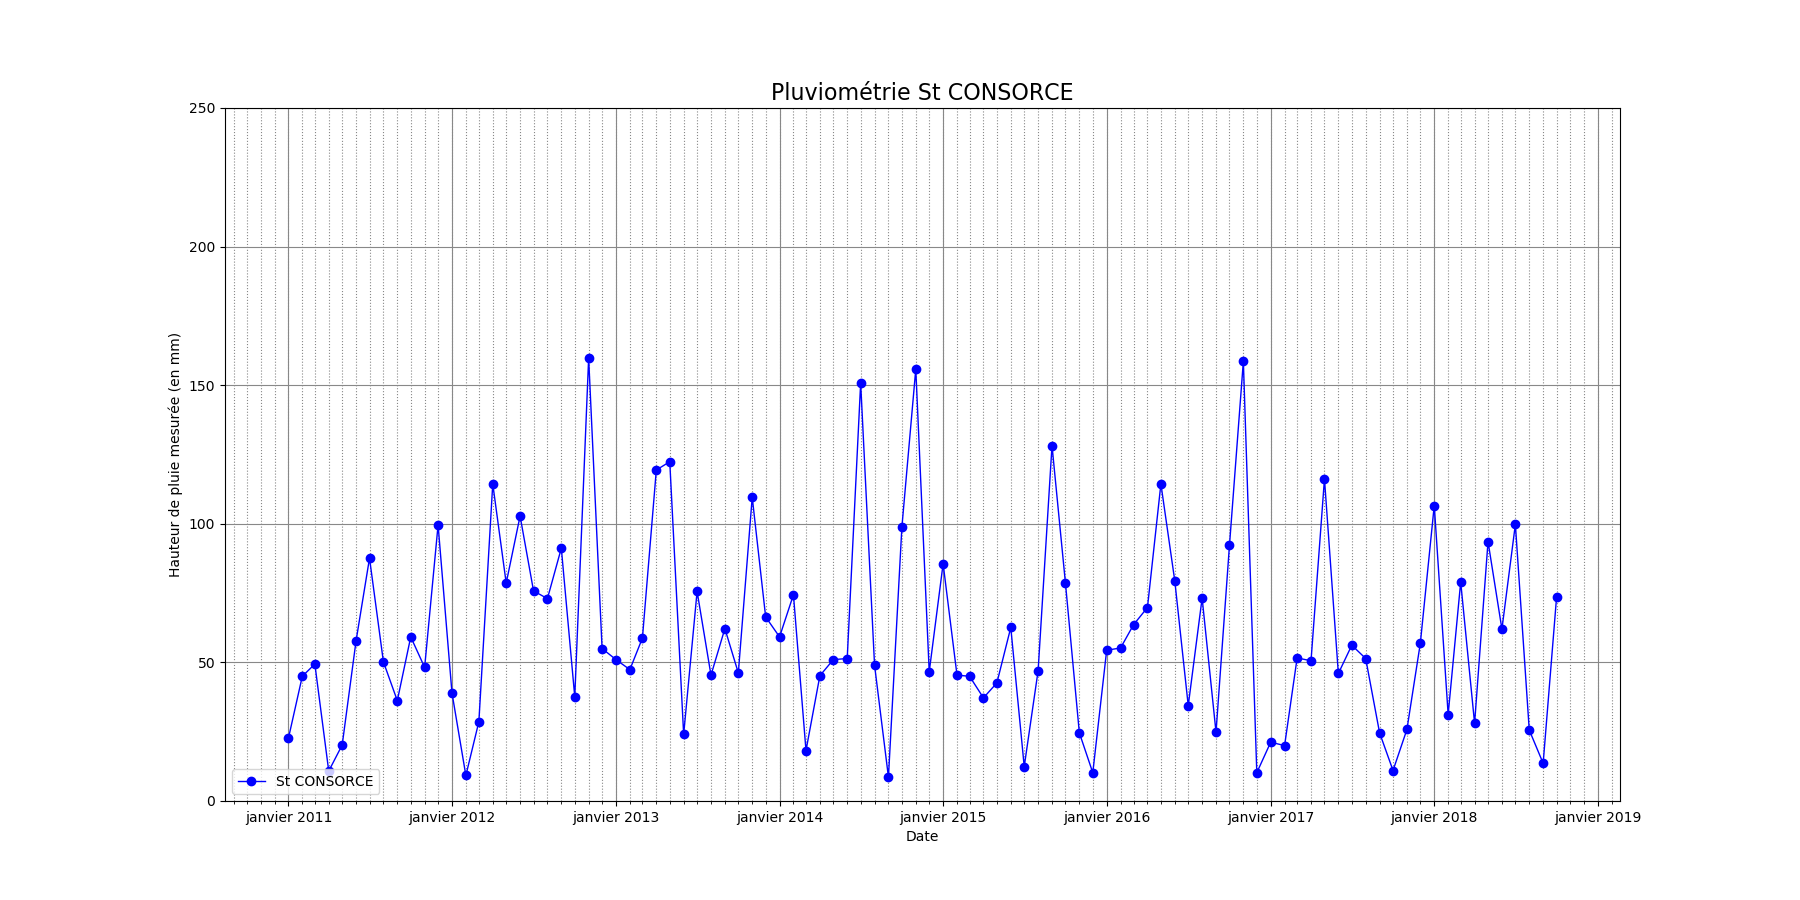 Pluviométrie St CONSORCE
250
200
150
100
50
0
Hauteur de pluie mesurée (en mm)
St CONSORCE
janvier 2011 janvier 2012 janvier 2013 janvier 2014 janvier 2015 janvier 2016 janvier 2017 janvier 2018 janvier 2019
Date